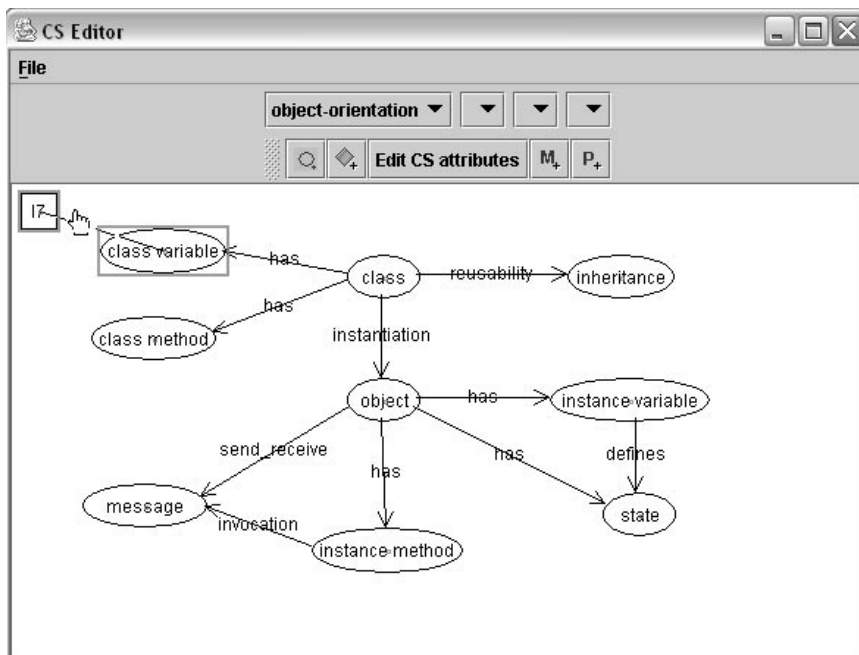 CS Editor
File
object-orientation
Edit CS attributes
M+
P+
17
class variable
has
class
reusability
inheritance
has
class method
instantiation
object
has
instance-variable
send_receive
has
has
defines
message
invocation
instance-method
state